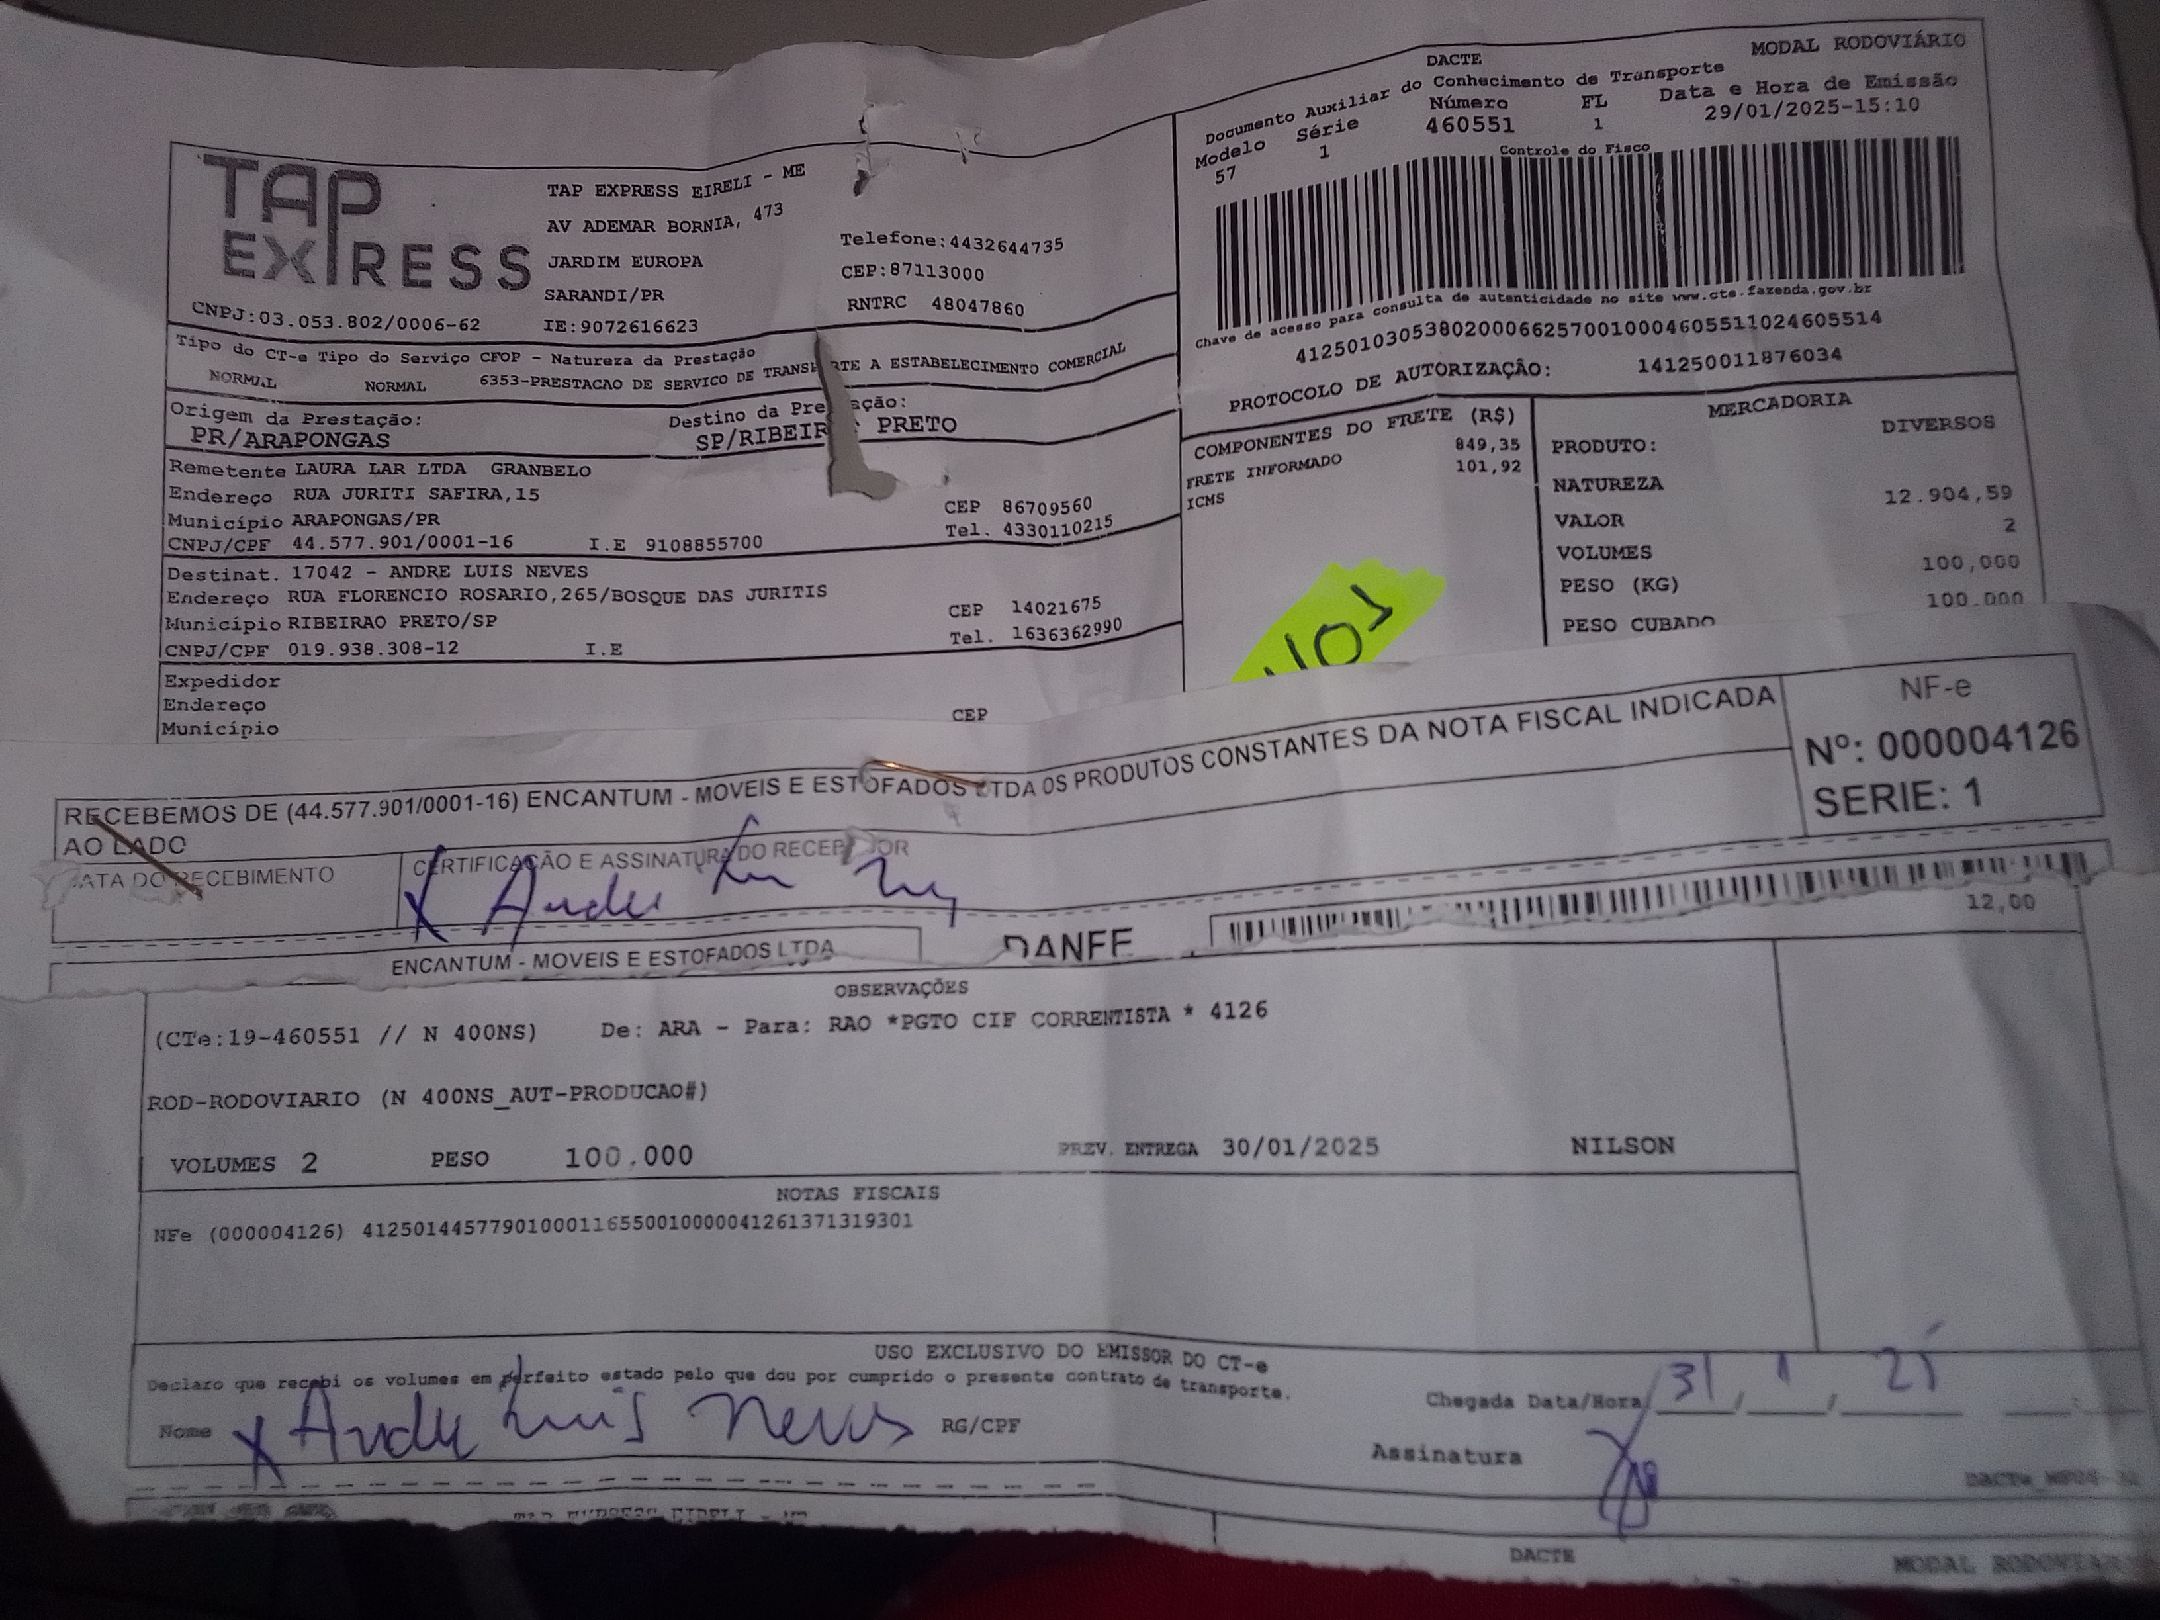 TAP EXPRESS
TAP EXPRESS EIRELI - ME
AV ADEMAR BORNIA, 473
JARDIM EUROPA
SARANDI/PR
IE:9072616623
Telefone:4432644735
CEP:87113000
RNTRC 48047860
CNPJ:03.053.802/0006-62
DACTE
MODAL RODOVIÁRIO
Documento Auxiliar do Conhecimento de Transporte
Modelo Série Número FL Data e Hora de Emissão
57 1 460551 1 29/01/2025-15:10
Controle do Fisco
Chave de acesso para consulta de autenticidade no site www.cte.fazenda.gov.br
41250103053802000662570010004605511024605514
PROTOCOLO DE AUTORIZAÇÃO: 141250011876034
Tipo do CT-e Tipo do Serviço CFOP - Natureza da Prestação
NORMAL NORMAL 6353-PRESTACAO DE SERVICO DE TRANSP RTE A ESTABELECIMENTO COMERCIAL
Origem da Prestação: Destino da Pre ação:
PR/ARAPONGAS SP/RIBEIR PRETO
Remetente LAURA LAR LTDA GRANBELO
Endereço RUA JURITI SAFIRA,15 CEP 86709560
Município ARAPONGAS/PR Tel. 4330110215
CNPJ/CPF 44.577.901/0001-16 I.E 9108855700
Destinat. 17042 - ANDRE LUIS NEVES
Endereço RUA FLORENCIO ROSARIO,265/BOSQUE DAS JURITIS CEP 14021675
Município RIBEIRAO PRETO/SP Tel. 1636362990
CNPJ/CPF 019.938.308-12 I.E
Expedidor
Endereço
Município CEP
COMPONENTES DO FRETE (R$)
FRETE INFORMADO 849,35
ICMS 101,92
MERCADORIA
PRODUTO: DIVERSOS
NATUREZA
VALOR 12.904,59
VOLUMES 2
PESO (KG) 100,000
PESO CUBADO 100.000
RECEBEMOS DE (44.577.901/0001-16) ENCANTUM - MOVEIS E ESTOFADOS LTDA OS PRODUTOS CONSTANTES DA NOTA FISCAL INDICADA
AO LADO
NF-e
Nº: 000004126
SERIE: 1
DATA DO RECEBIMENTO
CERTIFICAÇÃO E ASSINATURA DO RECEBEDOR
X Andre
ENCANTUM - MOVEIS E ESTOFADOS LTDA
DANFE
12,00
OBSERVAÇÕES
(CTe:19-460551 // N 400NS) De: ARA - Para: RAO *PGTO CIF CORRENTISTA * 4126
ROD-RODOVIARIO (N 400NS_AUT-PRODUCAO#)
VOLUMES 2 PESO 100,000 PREV. ENTREGA 30/01/2025 NILSON
NOTAS FISCAIS
NFe (000004126) 41250144577901000116550010000041261371319301
USO EXCLUSIVO DO EMISSOR DO CT-e
Declaro que recebi os volumes em perfeito estado pelo que dou por cumprido o presente contrato de transporte.
Nome X Andre Luis Neves RG/CPF
Chegada Data/Hora 31/1/25
Assinatura
TAP EXPRESS EIRELI - ME
DACTE
MODAL RODOVIÁR